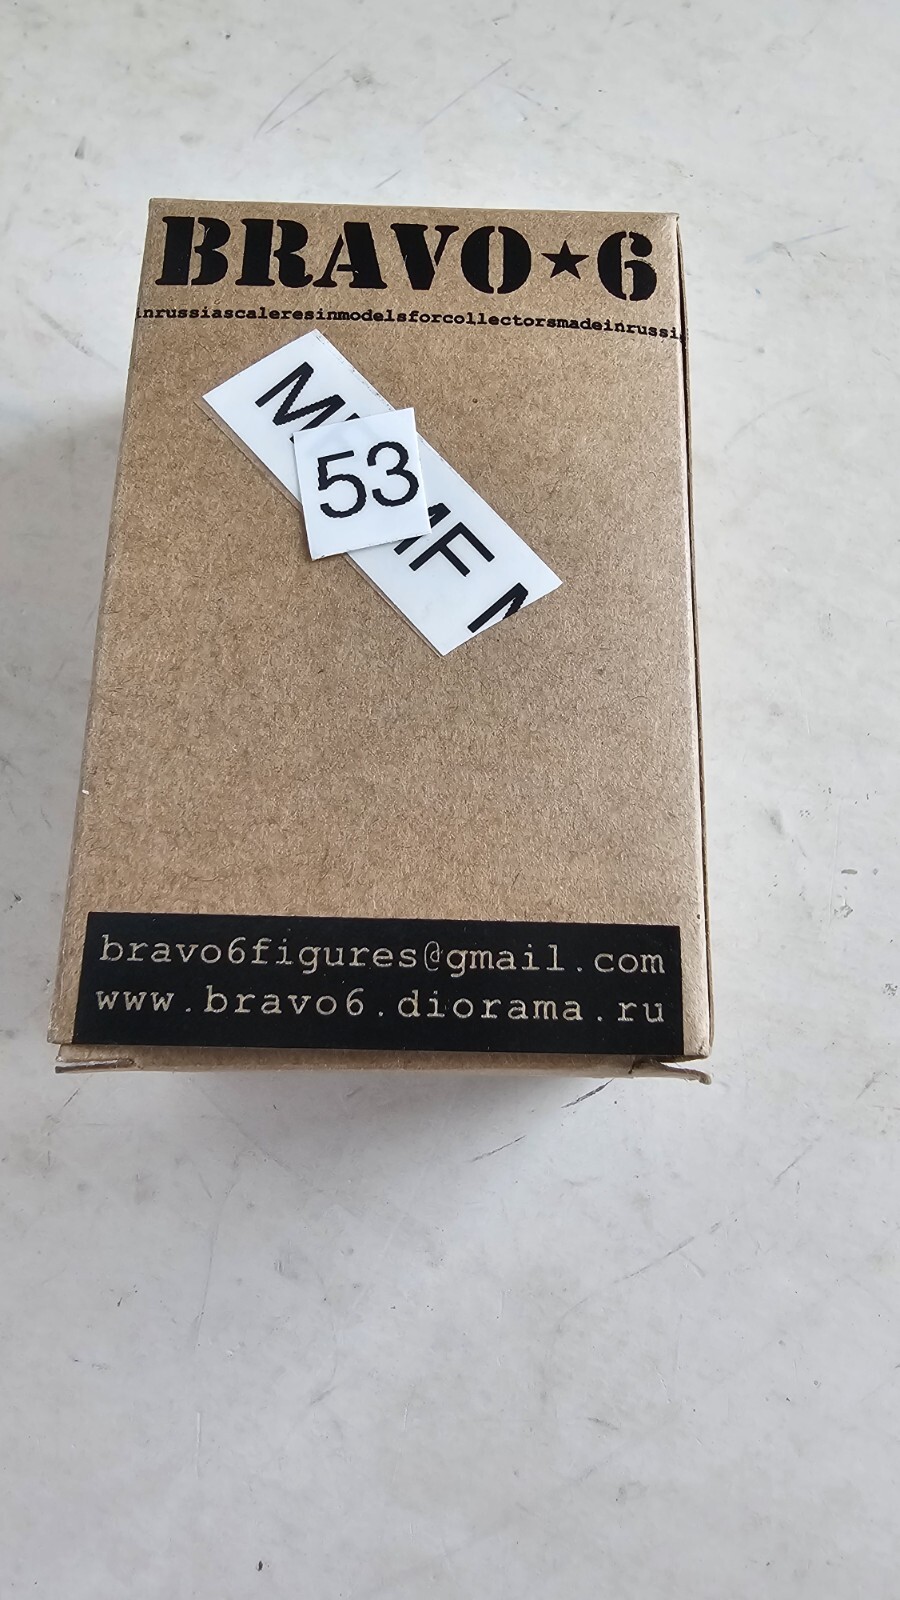 BRAVO★6
inrussiascaleresinmodelsforcollectorsmadeinrussi
53
bravo6figures@gmail.com
www.bravo6.diorama.ru